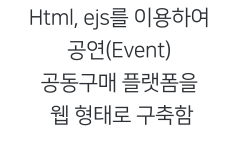 Html, ejs를 이용하여
공연(Event)
공동구매 플랫폼을
웹 형태로 구축함